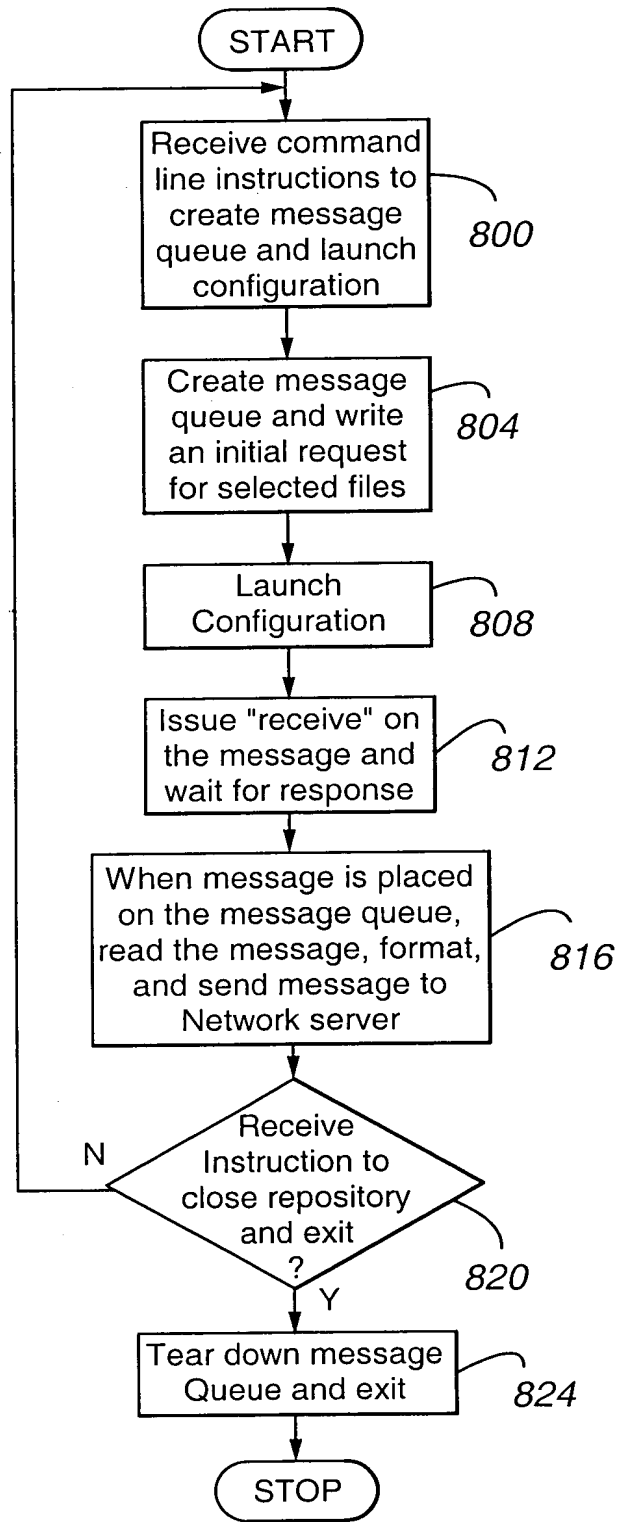 START
Receive command
line instructions to
create message
queue and launch
configuration
800
Create message
queue and write
an initial request
for selected files
804
Launch
Configuration
808
Issue "receive" on
the message and
wait for response
812
When message is placed
on the message queue,
read the message, format,
and send message to
Network server
816
Receive
Instruction to
close repository
and exit
?
N
820
Y
Tear down message
Queue and exit
824
STOP